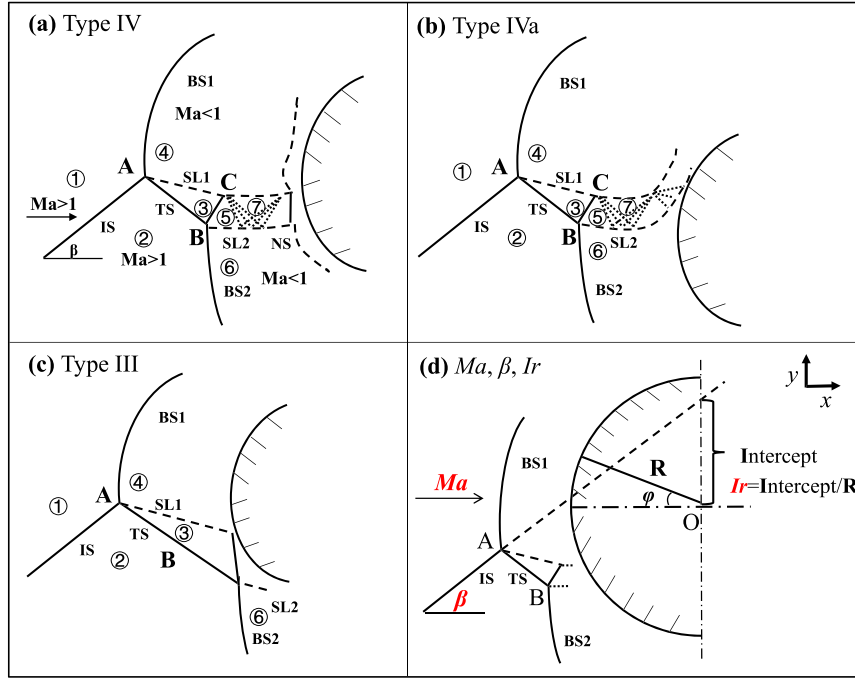 (a) Type IV
BS1
Ma<1
④
A
SL1
C
①
Ma>1
IS
TS
③
⑤
⑦
②
B
SL2
NS
Ma>1
β
⑥
Ma<1
BS2
(b) Type IVa
BS1
④
A
SL1
C
①
IS
TS
③
⑤
⑦
②
B
SL2
⑥
BS2
(c) Type III
BS1
④
A
SL1
①
IS
TS
③
②
B
SL2
⑥
BS2
(d) Ma, β, Ir
y
x
BS1
Intercept
Ma
R
Ir=Intercept/R
φ
O
A
IS
TS
β
B
BS2